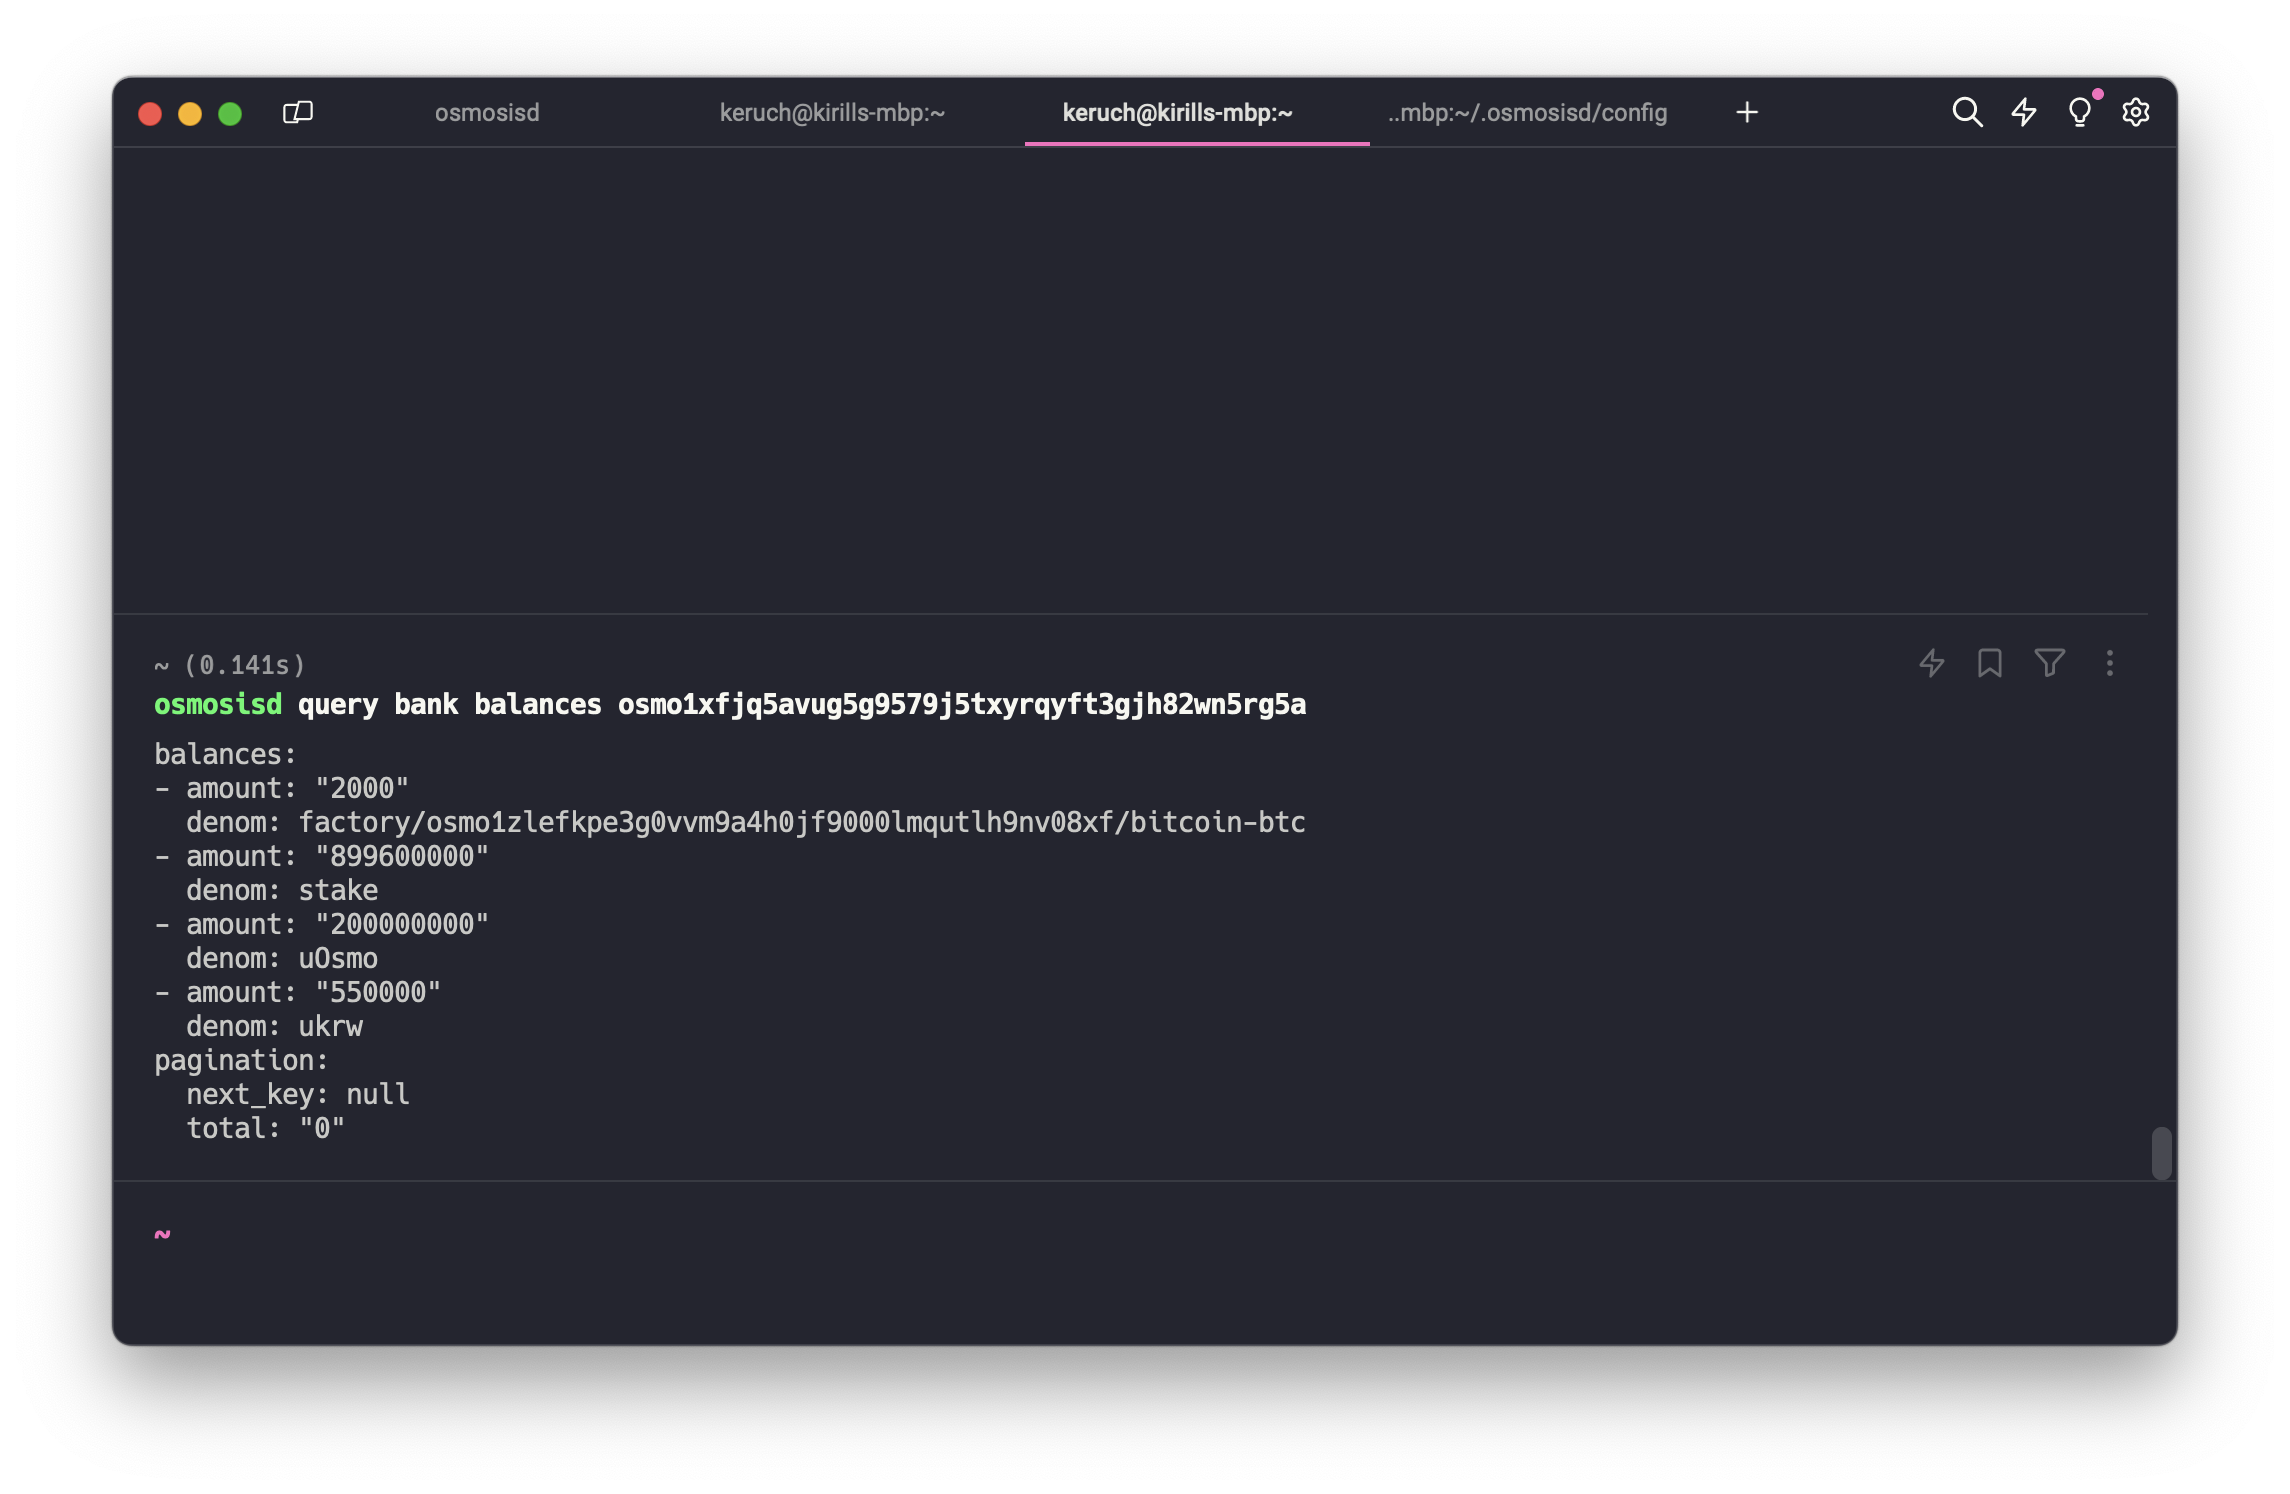 osmosisd keruch@kirills-mbp:~ keruch@kirills-mbp:~ ..mbp:~/.osmosisd/config
~ (0.141s)
osmosisd query bank balances osmo1xfjq5avug5g9579j5txyrqyft3gjh82wn5rg5a
balances:
- amount: "2000"
  denom: factory/osmo1zlefkpe3g0vvm9a4h0jf9000lmqutlh9nv08xf/bitcoin-btc
- amount: "899600000"
  denom: stake
- amount: "200000000"
  denom: uOsmo
- amount: "550000"
  denom: ukrw
pagination:
  next_key: null
  total: "0"
~